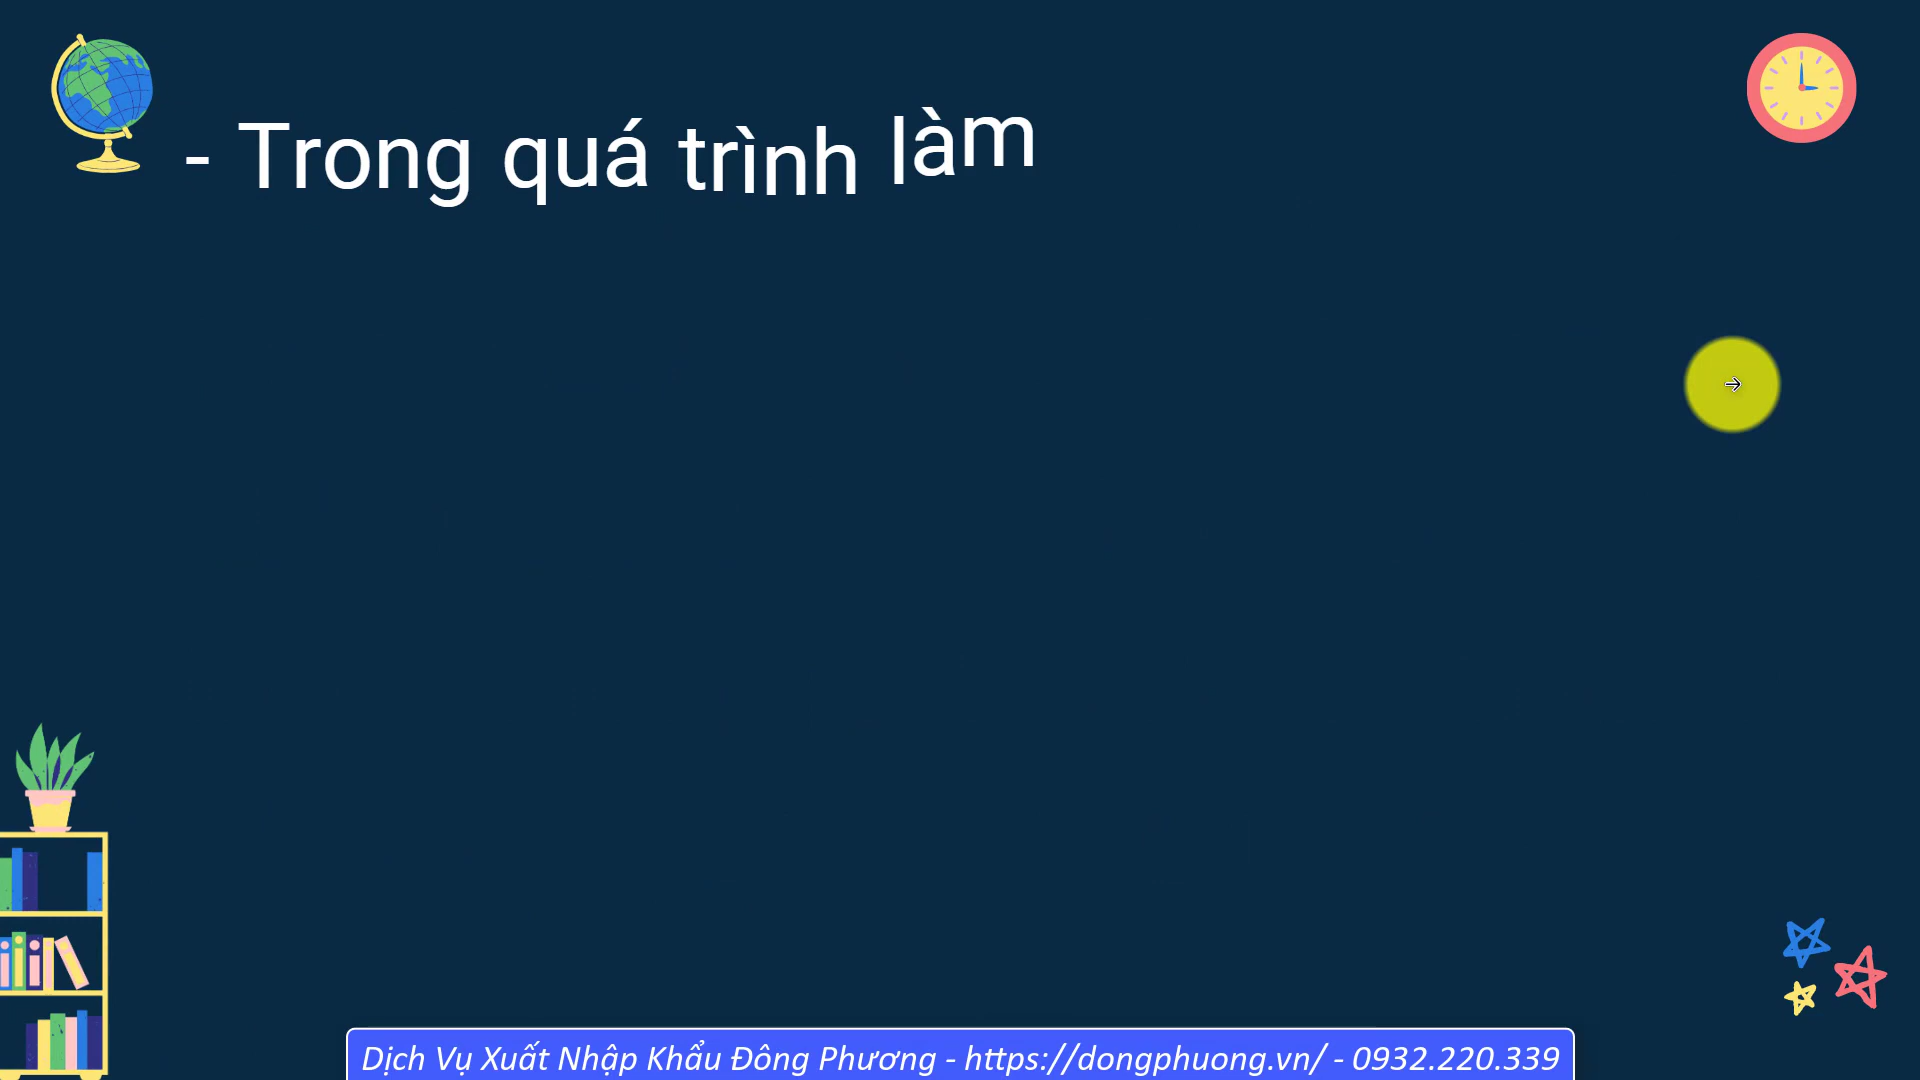 - Trong quá trình làm
Dịch Vụ Xuất Nhập Khẩu Đông Phương - https://dongphuong.vn/ - 0932.220.339